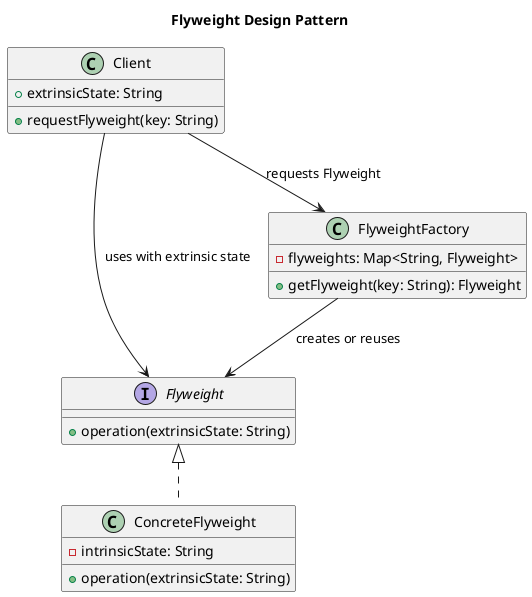 Flyweight Design Pattern
C Client
extrinsicState: String
requestFlyweight(key: String)
requests Flyweight
C FlyweightFactory
flyweights: Map<String, Flyweight>
getFlyweight(key: String): Flyweight
uses with extrinsic state
creates or reuses
I Flyweight
operation(extrinsicState: String)
C ConcreteFlyweight
intrinsicState: String
operation(extrinsicState: String)